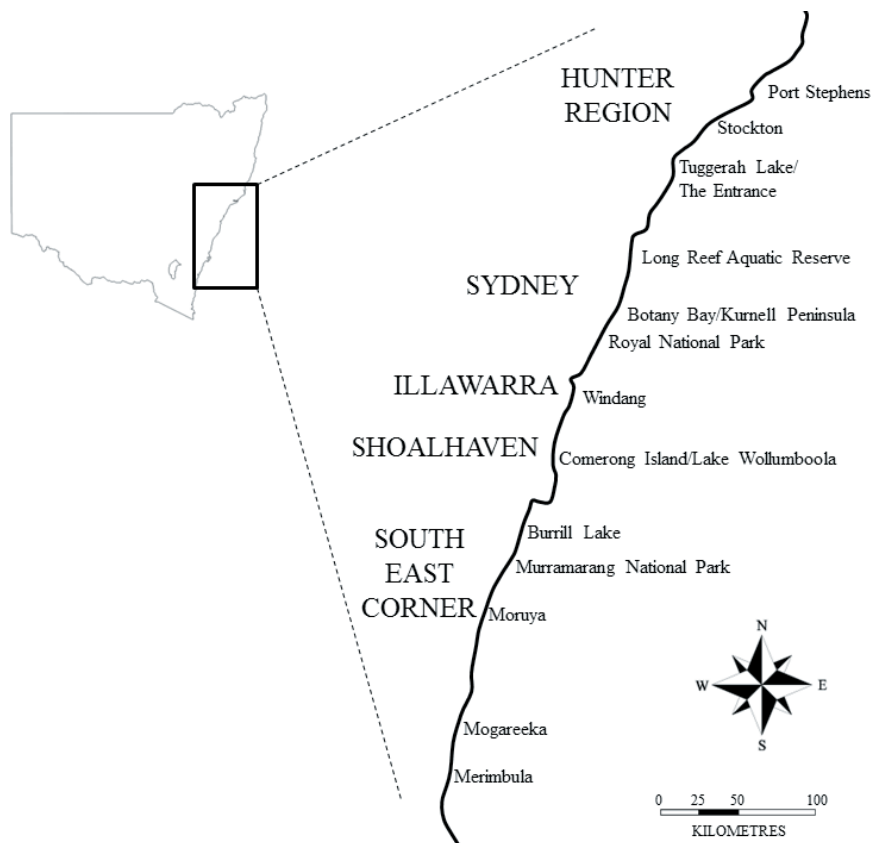 HUNTER
REGION
Port Stephens
Stockton
Tuggerah Lake/
The Entrance
Long Reef Aquatic Reserve
SYDNEY
Botany Bay/Kurnell Peninsula
Royal National Park
ILLAWARRA
Windang
SHOALHAVEN
Comerong Island/Lake Wollumboola
SOUTH
EAST
CORNER
Burrill Lake
Murramarang National Park
Moruya
Mogareeka
Merimbula
N
W E
S
0 25 50 100
KILOMETRES